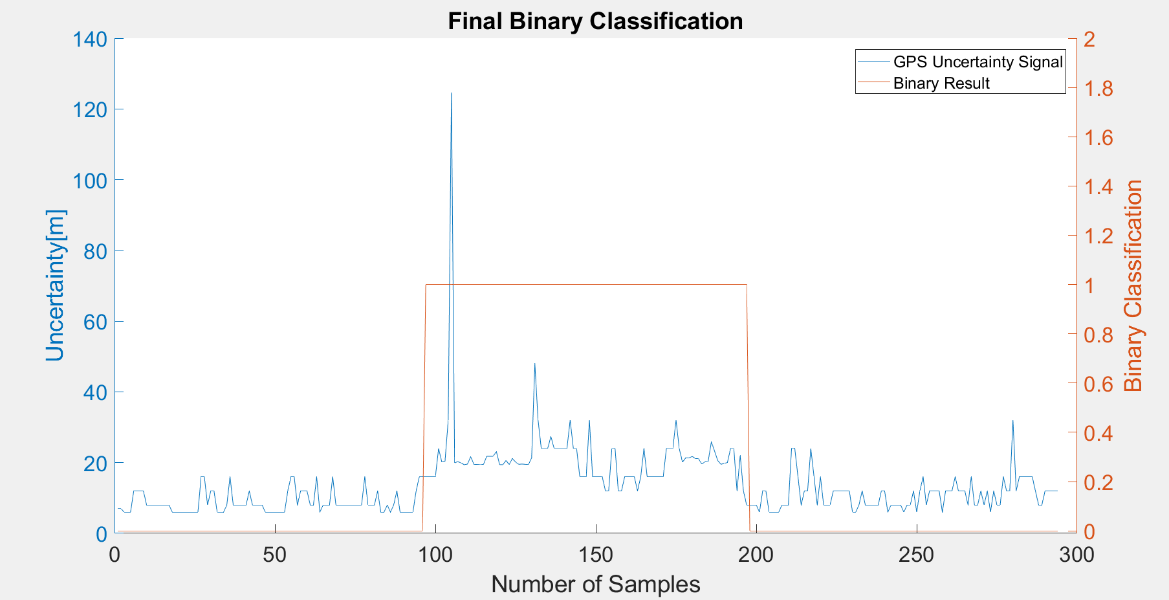 Final Binary Classification
GPS Uncertainty Signal
Binary Result
Uncertainty[m]
140
120
100
80
60
40
20
0
2
1.8
1.6
1.4
1.2
1
0.8
0.6
0.4
0.2
0
Binary Classification
0 50 100 150 200 250 300
Number of Samples